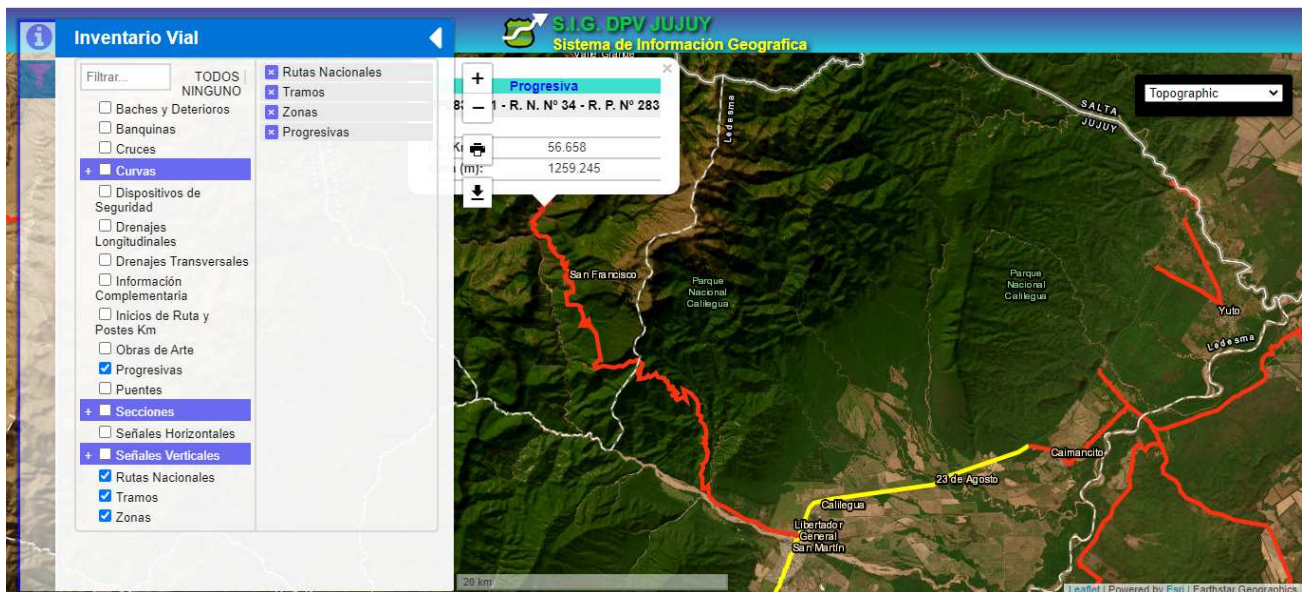 S.I.G. DPV JUJUY
Sistema de Información Geografica
Inventario Vial
Filtrar...
TODOS |
NINGUNO
Baches y Deterioros
Banquinas
Cruces
+ Curvas
Dispositivos de
Seguridad
Drenajes
Longitudinales
Drenajes Transversales
Información
Complementaria
Inicios de Ruta y
Postes Km
Obras de Arte
Progresivas
Puentes
+ Secciones
Señales Horizontales
+ Señales Verticales
Rutas Nacionales
Tramos
Zonas
× Rutas Nacionales
× Tramos
× Zonas
× Progresivas
+
−
×
Progresiva
1 - R. N. Nº 34 - R. P. Nº 283
56.658
(m): 1259.245
Topographic
Valle Grande
Ledesma
SALTA
JUJUY
San Francisco
Parque
Nacional
Calilegua
Parque
Nacional
Calilegua
Yuto
Ledesma
Caimancito
23 de Agosto
Calilegua
Libertador
General
San Martín
20 km
Leaflet | Powered by Esri | Earthstar Geographics